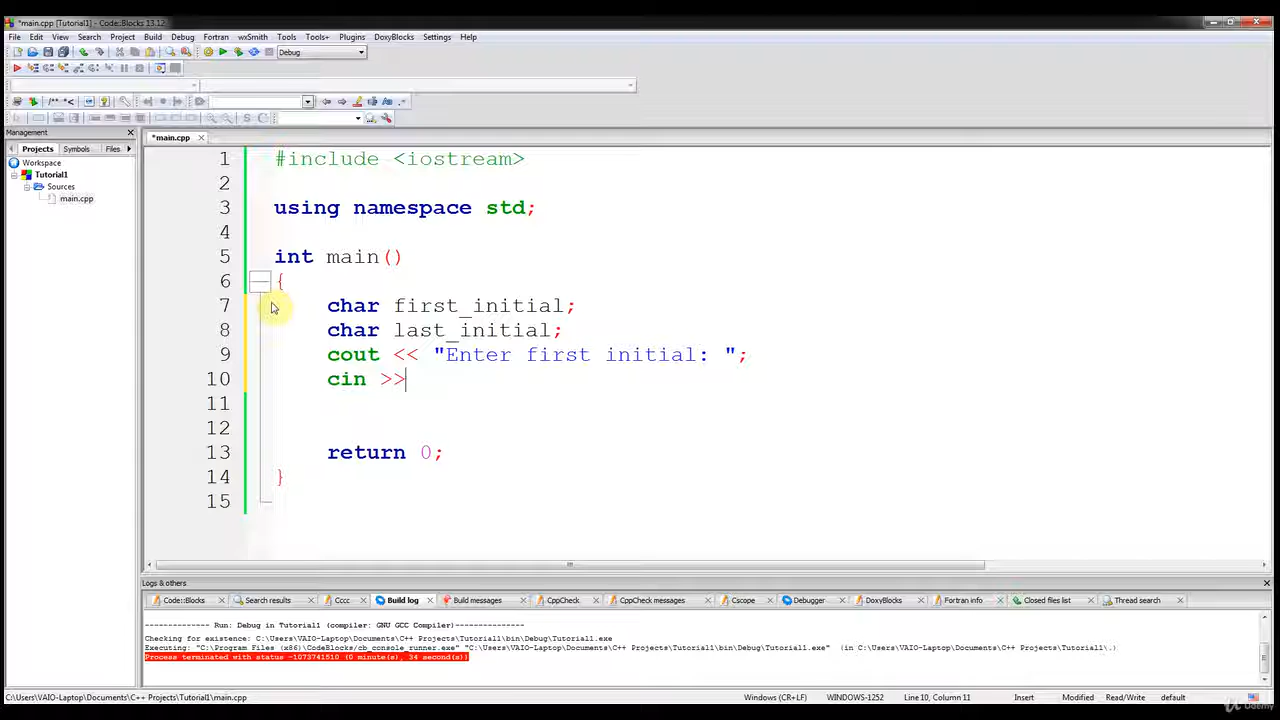 *main.cpp [Tutorial1] - Code::Blocks 13.12
File Edit View Search Project Build Debug Fortran wxSmith Tools Tools+ Plugins DoxyBlocks Settings Help
Debug
/** *<
S C
Management
*main.cpp
Projects Symbols Files
Workspace
Tutorial1
Sources
main.cpp
1 #include <iostream>
2
3 using namespace std;
4
5 int main()
6 {
7 char first_initial;
8 char last_initial;
9 cout << "Enter first initial: ";
10 cin >>
11
12
13 return 0;
14 }
15
Logs & others
Code::Blocks Search results Cccc Build log Build messages CppCheck CppCheck messages Cscope Debugger DoxyBlocks Fortran info Closed files list Thread search
-------------- Run: Debug in Tutorial1 (compiler: GNU GCC Compiler)---------------
Checking for existence: C:\Users\VAIO-Laptop\Documents\C++ Projects\Tutorial1\bin\Debug\Tutorial1.exe
Executing: "C:\Program Files (x86)\CodeBlocks/cb_console_runner.exe" "C:\Users\VAIO-Laptop\Documents\C++ Projects\Tutorial1\bin\Debug\Tutorial1.exe" (in C:\Users\VAIO-Laptop\Documents\C++ Projects\Tutorial1\.)
Process terminated with status -1073741510 (0 minute(s), 34 second(s))
C:\Users\VAIO-Laptop\Documents\C++ Projects\Tutorial1\main.cpp Windows (CR+LF) WINDOWS-1252 Line 10, Column 11 Insert Modified Read/Write default
Udemy